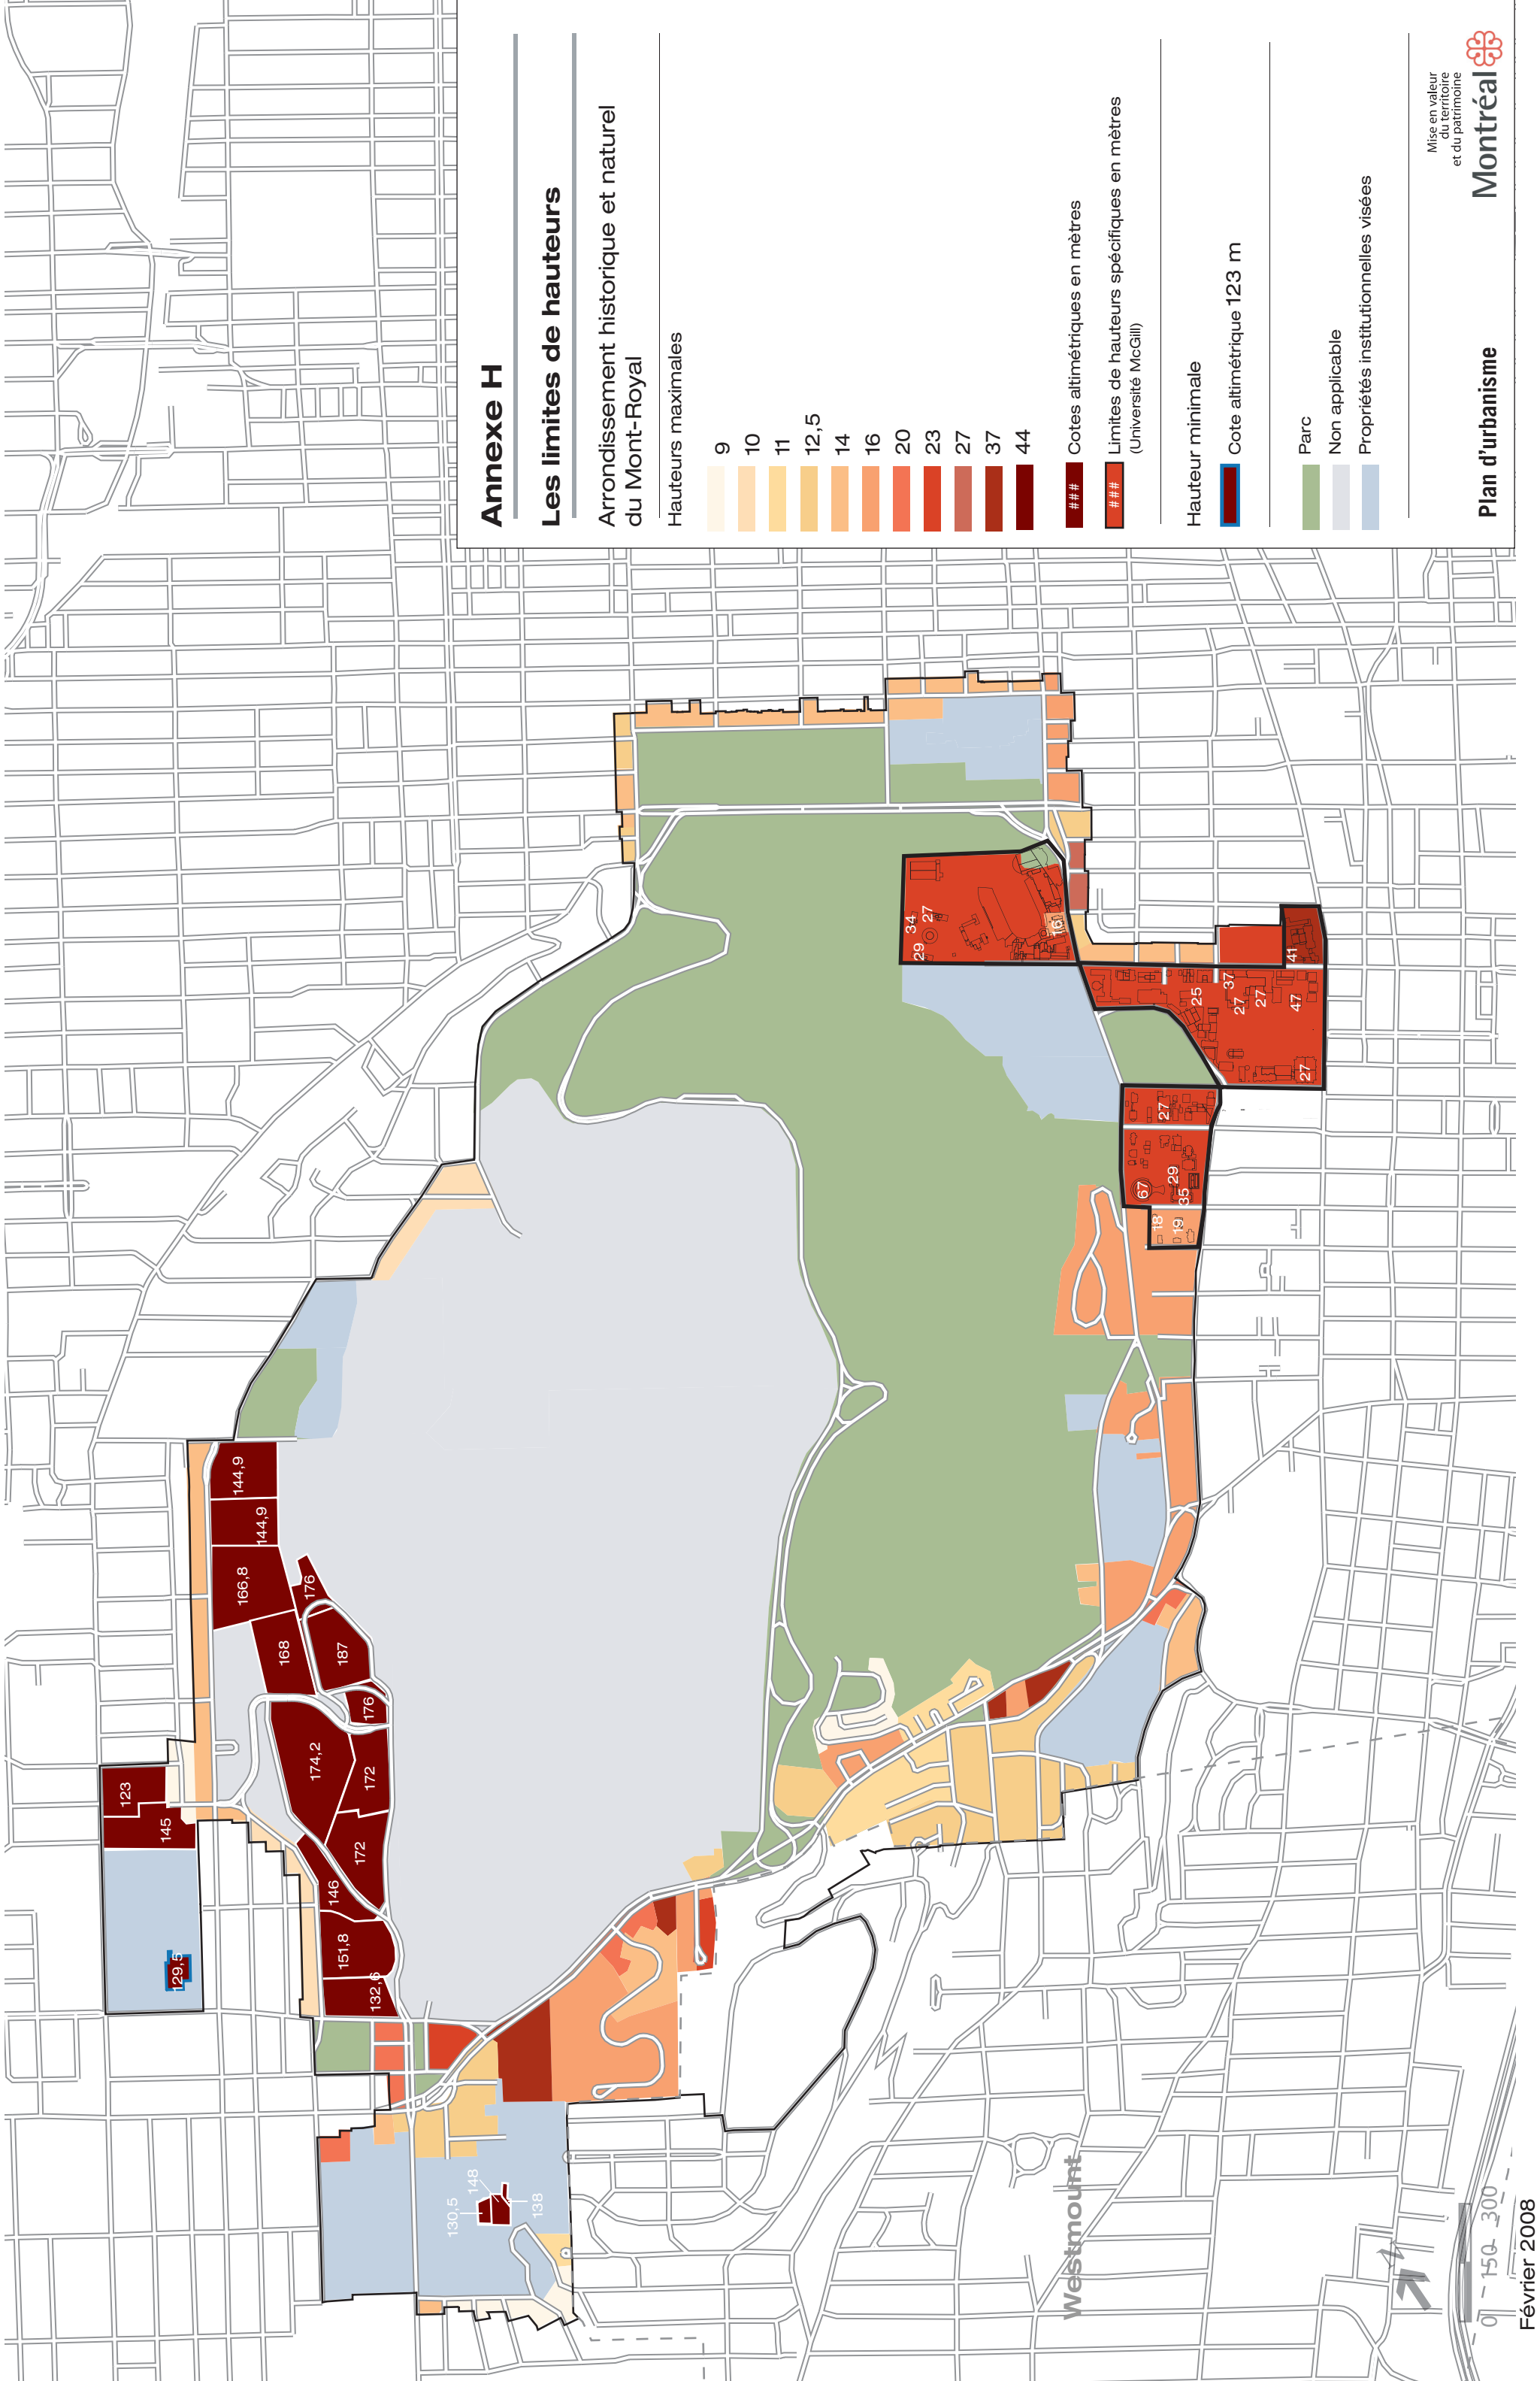 Annexe H
Les limites de hauteurs
Arrondissement historique et naturel
du Mont-Royal
Hauteurs maximales
9
10
11
12,5
14
16
20
23
27
37
44
### Cotes altimétriques en mètres
### Limites de hauteurs spécifiques en mètres
(Université McGill)
Hauteur minimale
Cote altimétrique 123 m
Parc
Non applicable
Propriétés institutionnelles visées
Plan d'urbanisme
Mise en valeur
du territoire
et du patrimoine
Montréal
129,5
145
123
132,6
151,8
146
172
174,2
172
176
168
187
176
166,8
144,9
144,9
130,5
148
138
29
34
27
16
18
19
67
35
29
27
25
37
27
27
47
27
41
Westmount
N
0 150 300
Février 2008